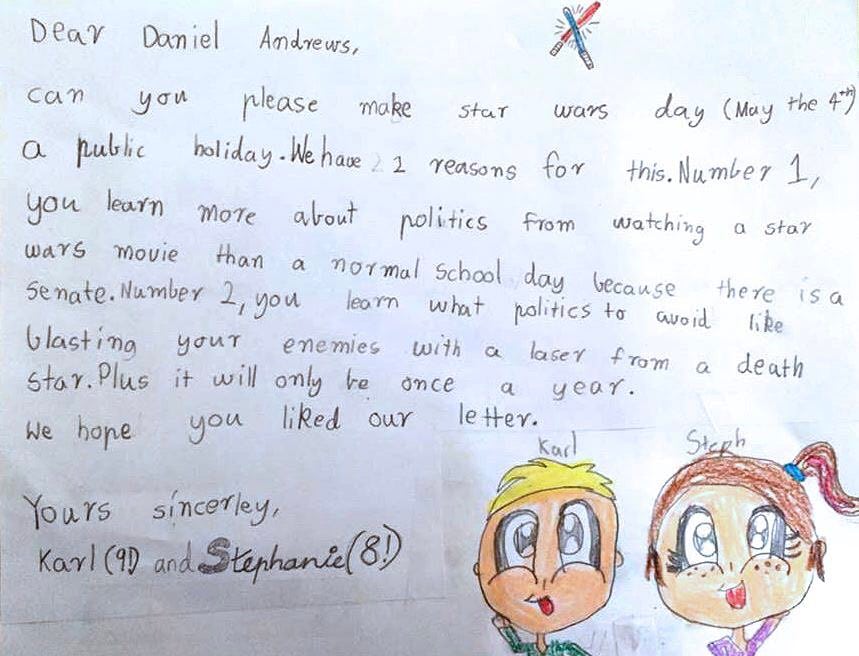 Dear Daniel Andrews,
can you please make star wars day (May the 4th)
a public holiday. We have 2 reasons for this. Number 1,
you learn more about politics from watching a star
wars movie than a normal school day because there is a
Senate. Number 2, you learn what politics to avoid like
blasting your enemies with a laser from a death
star. Plus it will only be once a year.
We hope you liked our letter.
Karl Steph
Yours sincerley,
Karl (9!) and Stephanie (8!)